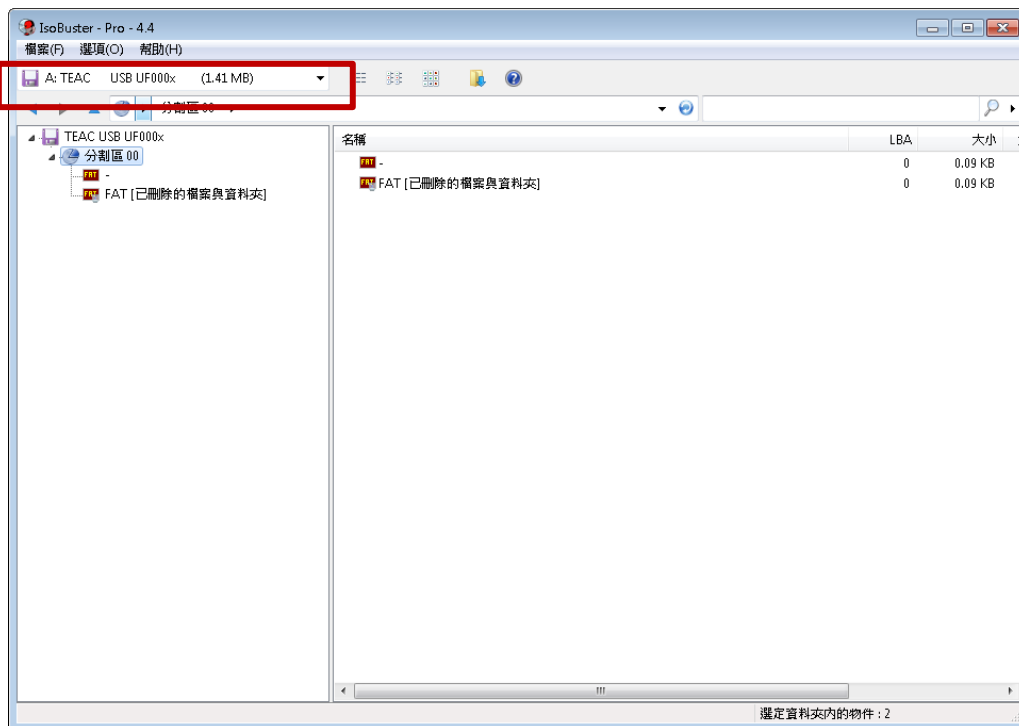 IsoBuster - Pro - 4.4
檔案(F) 選項(O) 幫助(H)
A: TEAC USB UF000x (1.41 MB)
分割區 00
TEAC USB UF000x
分割區 00
FAT -
FAT FAT [已刪除的檔案與資料夾]
名稱 LBA 大小
FAT - 0 0.09 KB
FAT FAT [已刪除的檔案與資料夾] 0 0.09 KB
選定資料夾内的物件 : 2